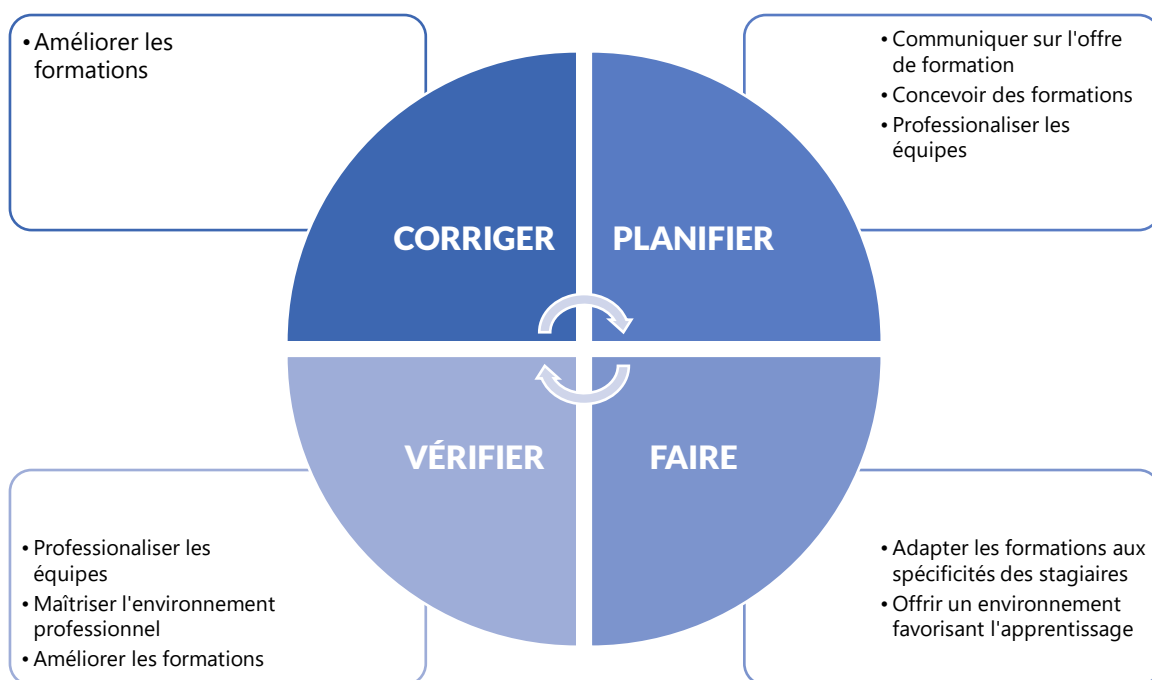 • Améliorer les
formations
• Communiquer sur l'offre
de formation
• Concevoir des formations
• Professionaliser les
équipes
CORRIGER
PLANIFIER
VÉRIFIER
FAIRE
• Professionaliser les
équipes
• Maîtriser l'environnement
professionnel
• Améliorer les formations
• Adapter les formations aux
spécificités des stagiaires
• Offrir un environnement
favorisant l'apprentissage